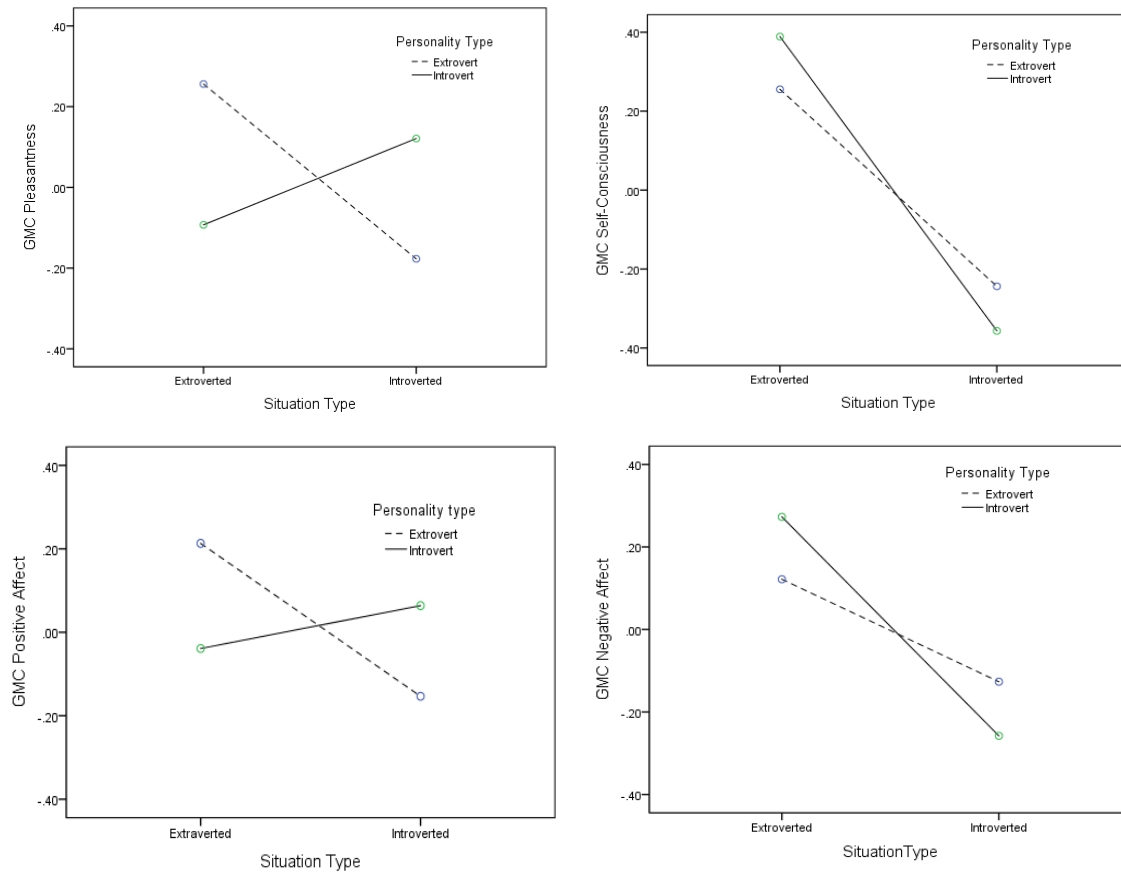 .40
.20
.00
-.20
-.40
GMC Pleasantness
Personality Type
Extrovert
Introvert
Extroverted
Introverted
Situation Type
.40
.20
.00
-.20
-.40
GMC Self-Consciousness
Personality Type
Extrovert
Introvert
Extroverted
Introverted
Situation Type
.40
.20
.00
-.20
-.40
GMC Positive Affect
Personality type
Extrovert
Introvert
Extraverted
Introverted
Situation Type
.40
.20
.00
-.20
-.40
GMC Negative Affect
Personality Type
Extrovert
Introvert
Extroverted
Introverted
SituationType